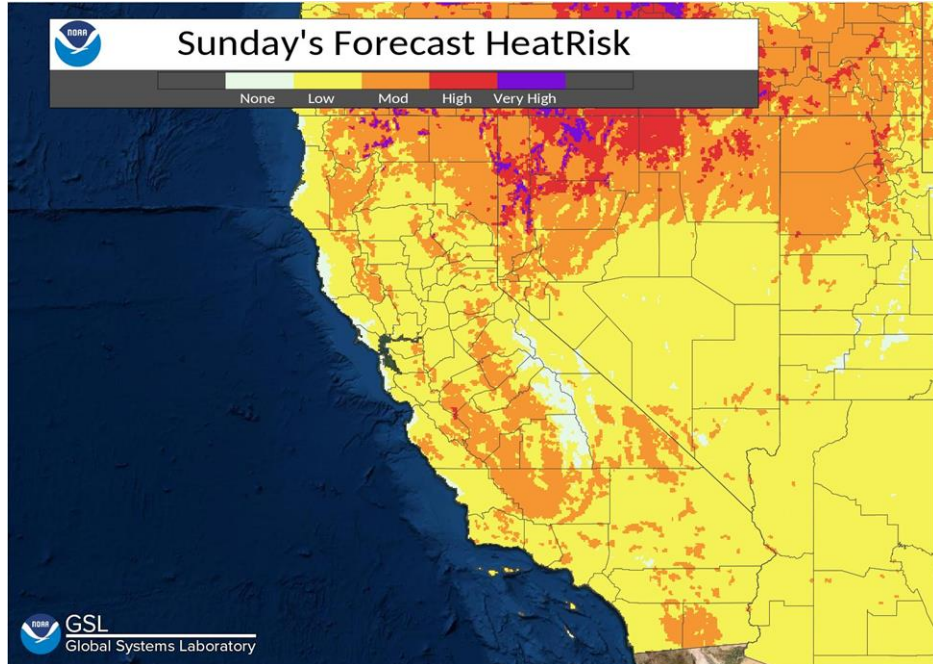 NOAA
Sunday's Forecast HeatRisk
None Low Mod High Very High
NOAA
GSL
Global Systems Laboratory